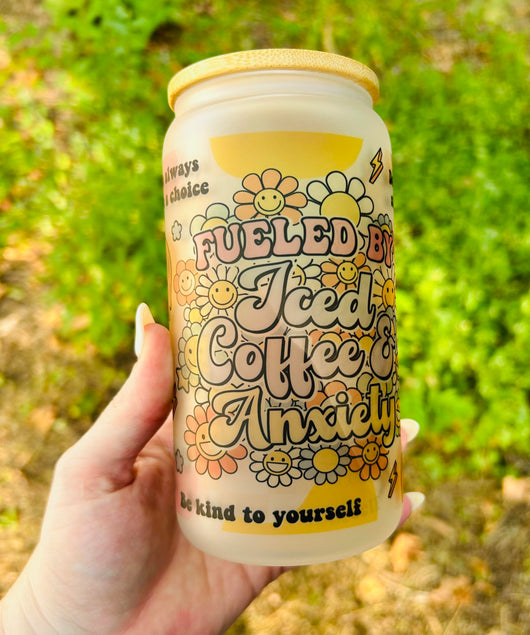 always
a choice
FUELED BY
Iced
Coffee &
Anxiety
Be kind to yourself